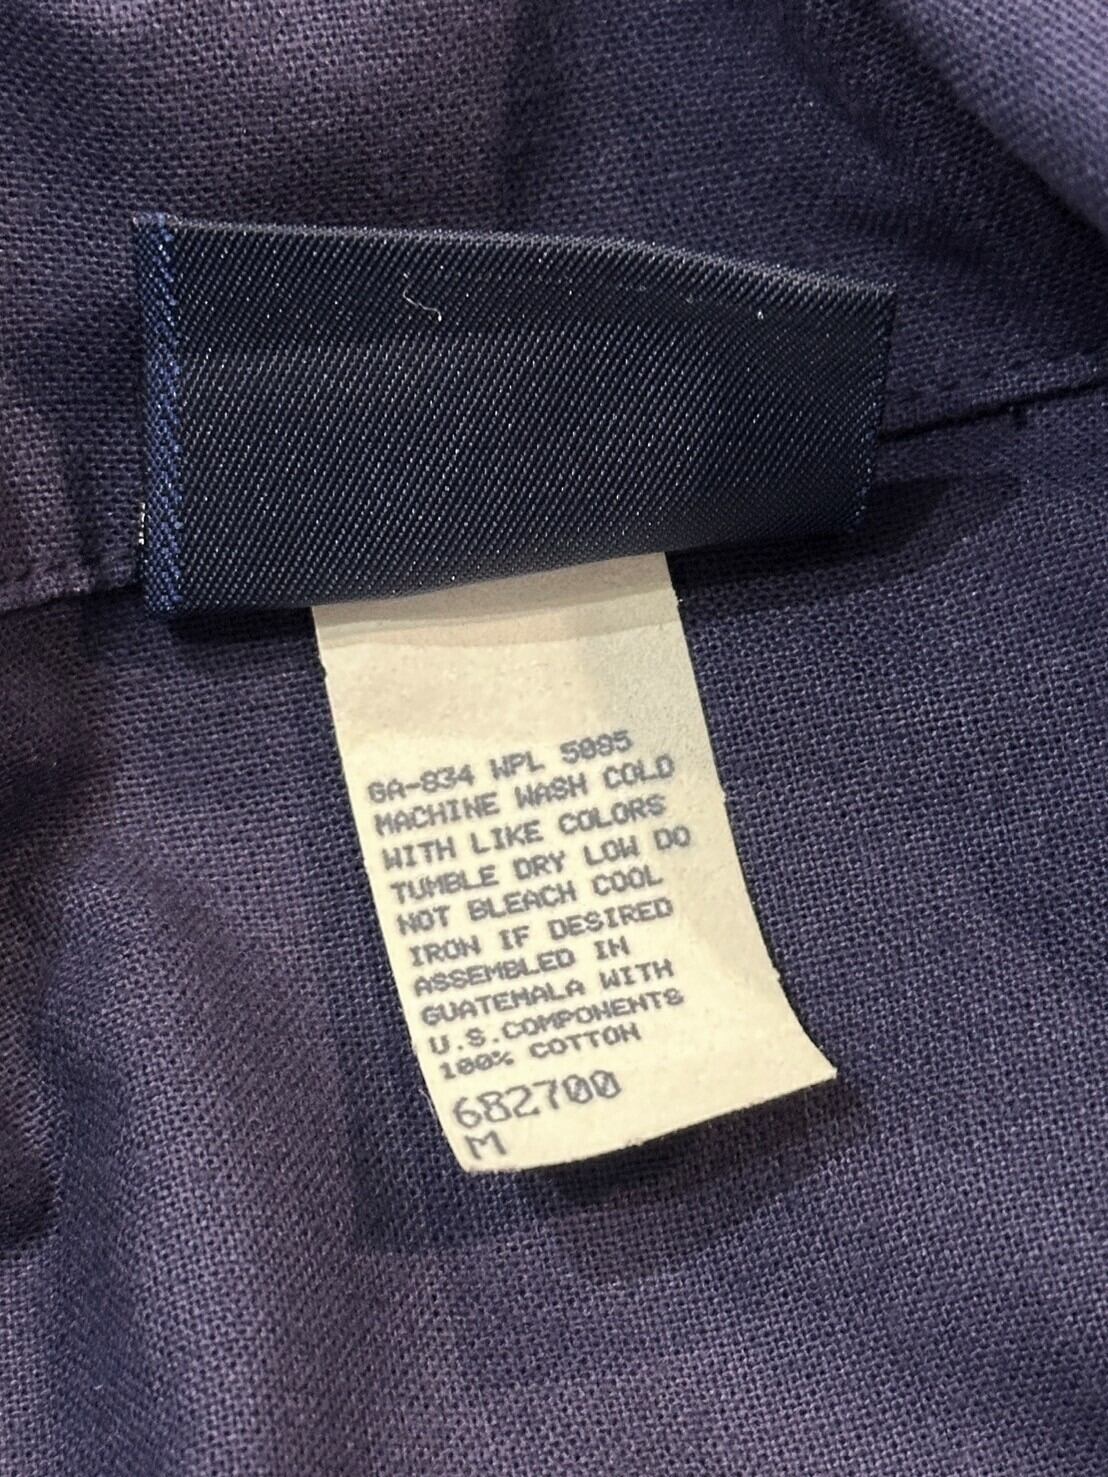 GA-834 WPL 5095
MACHINE WASH COLD
WITH LIKE COLORS
TUMBLE DRY LOW DO
NOT BLEACH COOL
IRON IF DESIRED
ASSEMBLED IN
GUATEMALA WITH
U.S.COMPONENTS
100% COTTON
682700
M